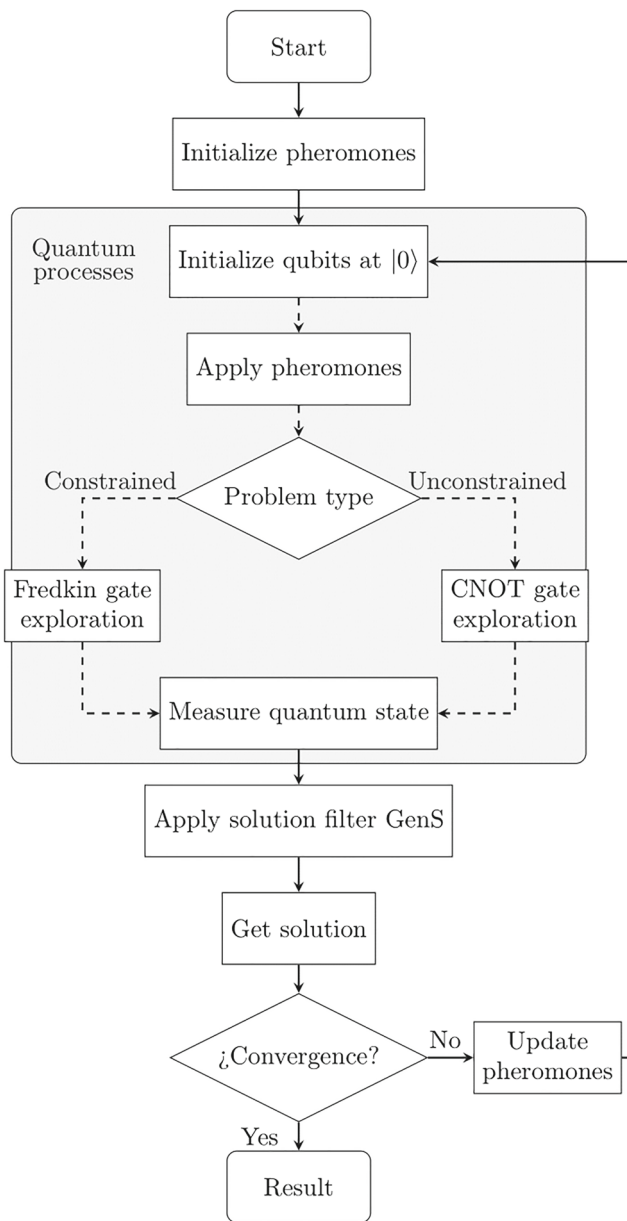 Start
Initialize pheromones
Quantum
processes
Initialize qubits at |0⟩
Apply pheromones
Constrained
Problem type
Unconstrained
Fredkin gate
exploration
CNOT gate
exploration
Measure quantum state
Apply solution filter GenS
Get solution
¿Convergence?
No
Update
pheromones
Yes
Result